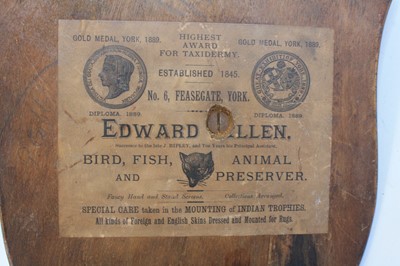 GOLD MEDAL, YORK, 1889.
HIGHEST
AWARD
FOR TAXIDERMY.
GOLD MEDAL, YORK, 1889.
ESTABLISHED 1845.
No. 6, FEASEGATE, YORK.
DIPLOMA. 1889.
DIPLOMA. 1889.
EDWARD ALLEN,
BIRD, FISH, ANIMAL
AND PRESERVER.
SPECIAL CARE taken in the MOUNTING of INDIAN TROPHIES.
All kinds of Foreign and English Skins Dressed and Mounted for Rugs.